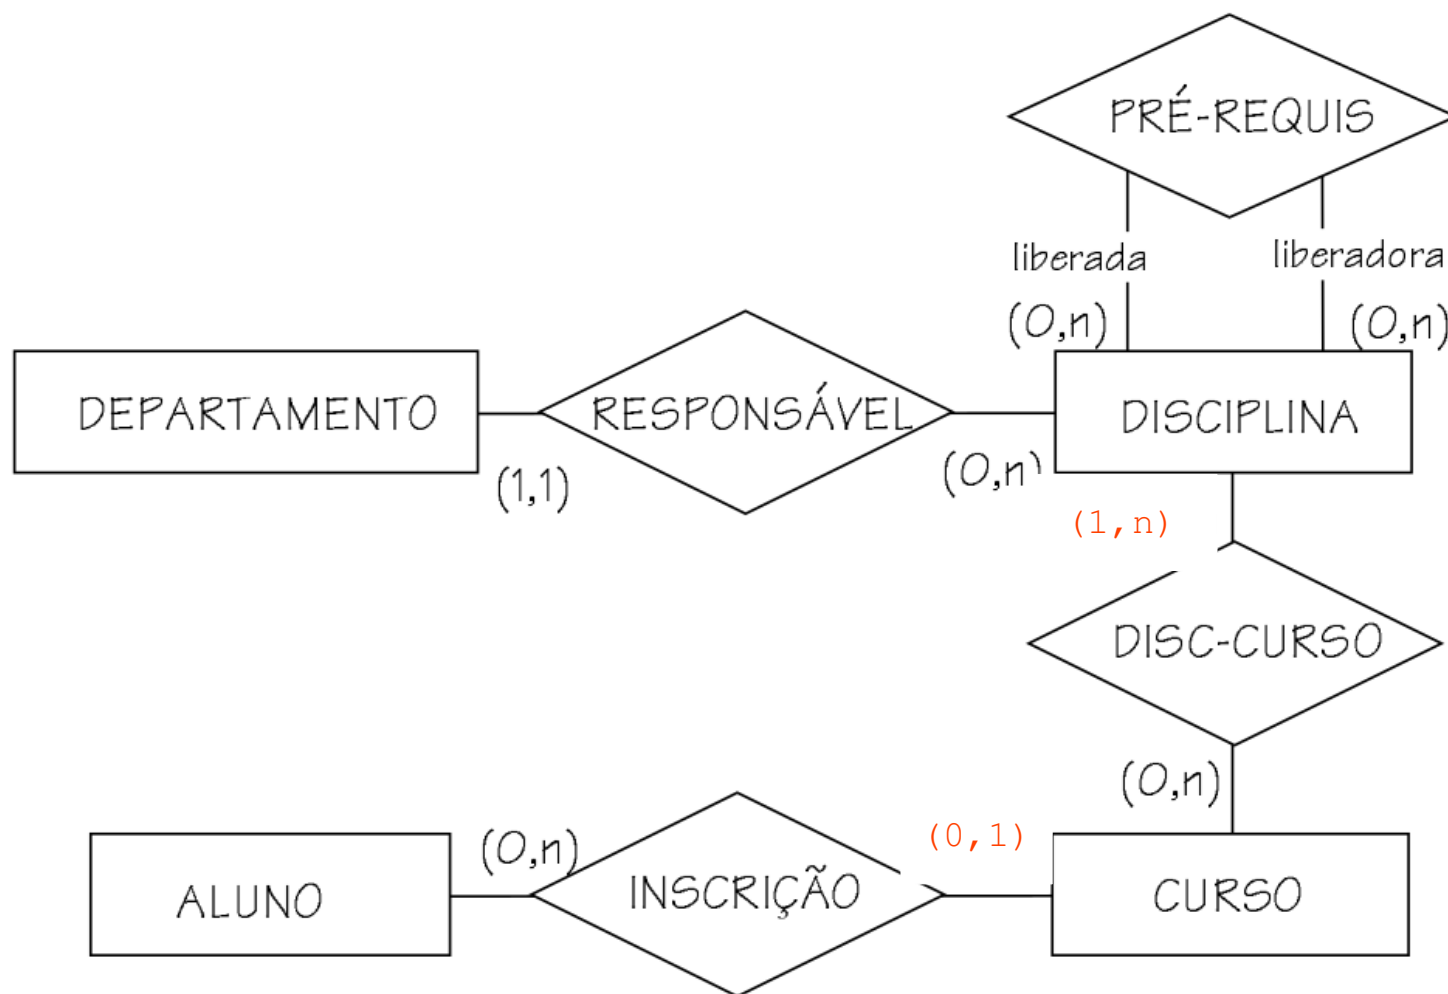 PRÉ-REQUIS
liberada liberadora
(0,n) (0,n)
DEPARTAMENTO RESPONSÁVEL DISCIPLINA
(1,1) (0,n)
(1,n)
DISC-CURSO
(0,n)
(0,n) (0,1)
ALUNO INSCRIÇÃO CURSO